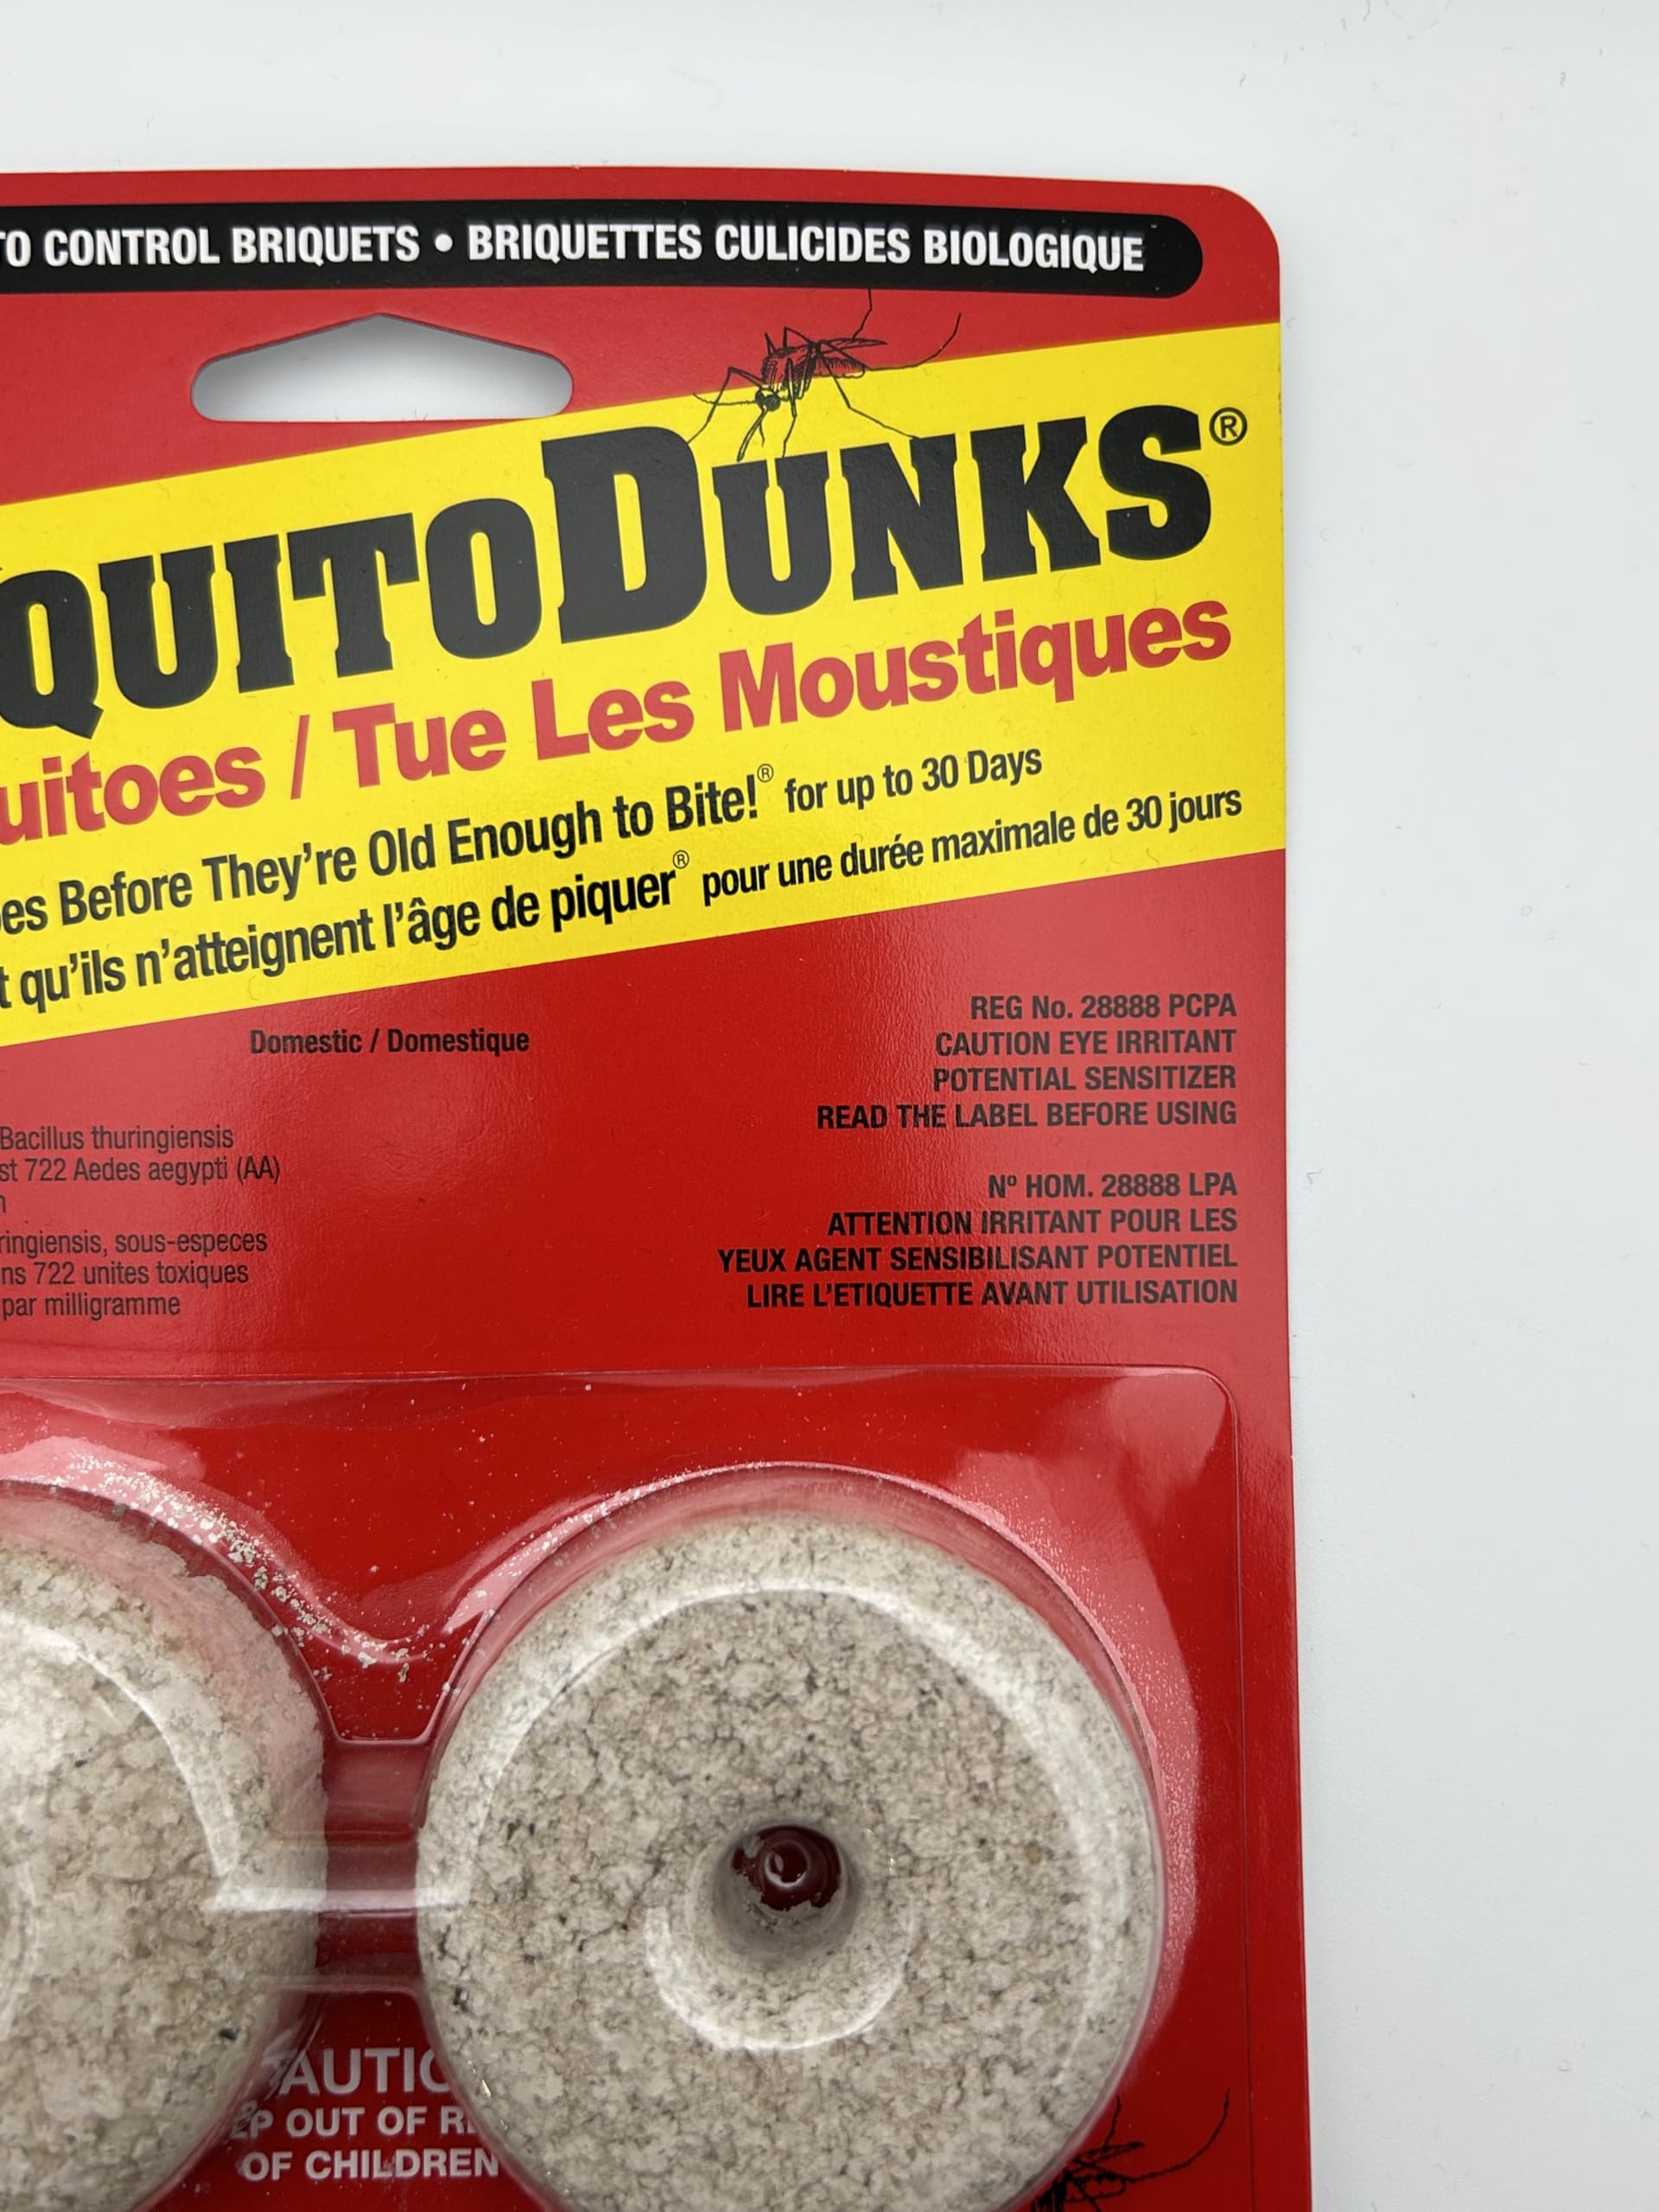 TO CONTROL BRIQUETS • BRIQUETTES CULICIDES BIOLOGIQUE
QUITODUNKS®
uitoes / Tue Les Moustiques
es Before They're Old Enough to Bite!® for up to 30 Days
t qu'ils n'atteignent l'âge de piquer® pour une durée maximale de 30 jours
Domestic / Domestique
REG No. 28888 PCPA
CAUTION EYE IRRITANT
POTENTIAL SENSITIZER
READ THE LABEL BEFORE USING
Nº HOM. 28888 LPA
ATTENTION IRRITANT POUR LES
YEUX AGENT SENSIBILISANT POTENTIEL
LIRE L'ETIQUETTE AVANT UTILISATION
Bacillus thuringiensis
st 722 Aedes aegypti (AA)
ringiensis, sous-especes
ns 722 unites toxiques
par milligramme
AUTIO
P OUT OF RE
OF CHILDREN